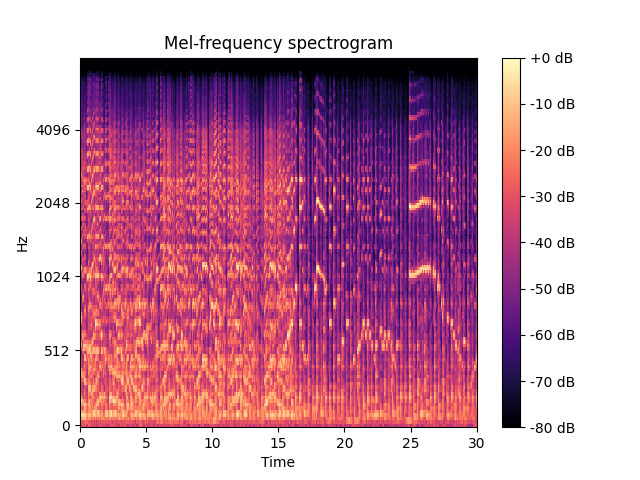 Mel-frequency spectrogram
+0 dB
-10 dB
-20 dB
-30 dB
-40 dB
-50 dB
-60 dB
-70 dB
-80 dB
Hz
4096
2048
1024
512
0
0 5 10 15 20 25 30
Time